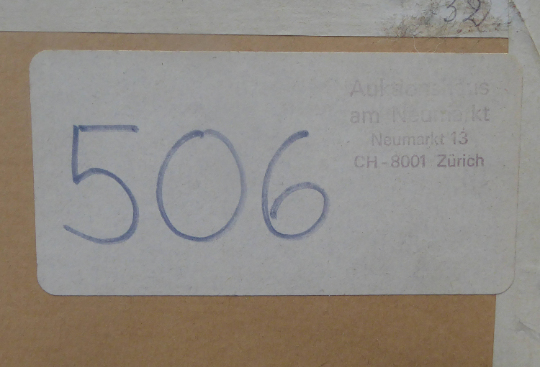 32
Auktionshaus
am Neumarkt
Neumarkt 13
CH-8001 Zürich
506